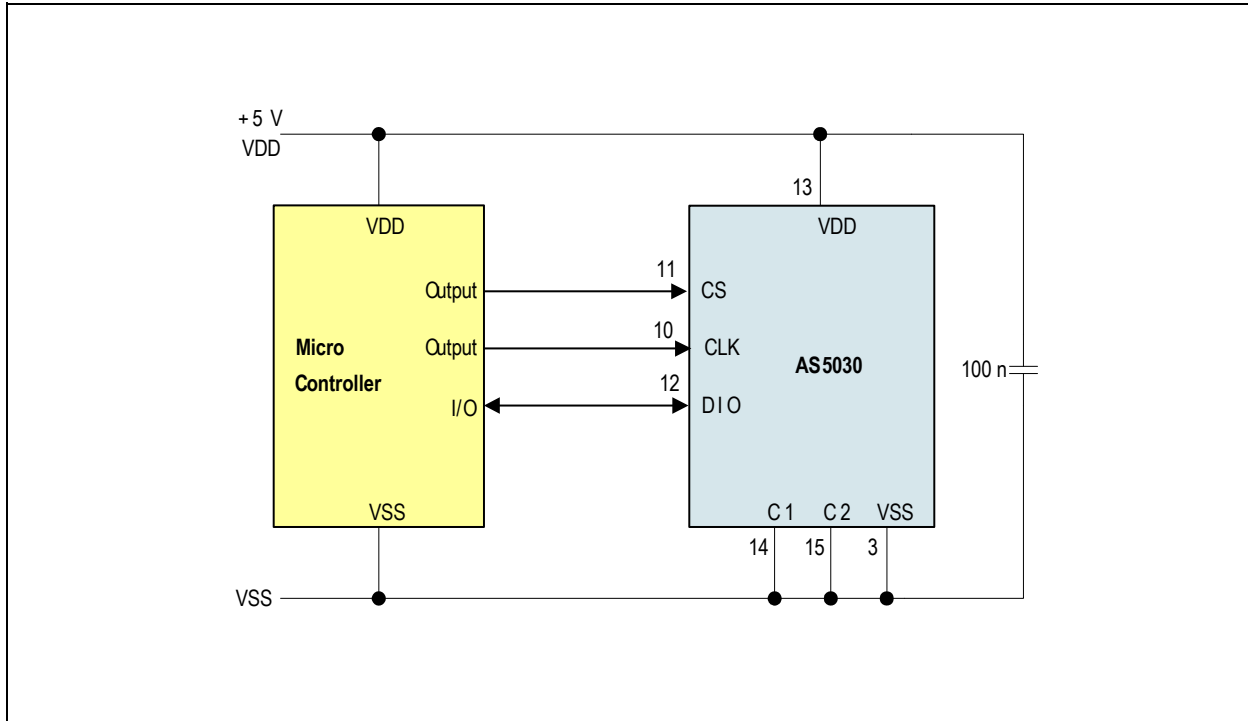 +5 V
VDD
13
VDD
VDD
11
Output
CS
10
Micro
Controller
Output
CLK
AS5030
100 n
12
I/O
DIO
VSS
C1
C2
VSS
14
15
3
VSS